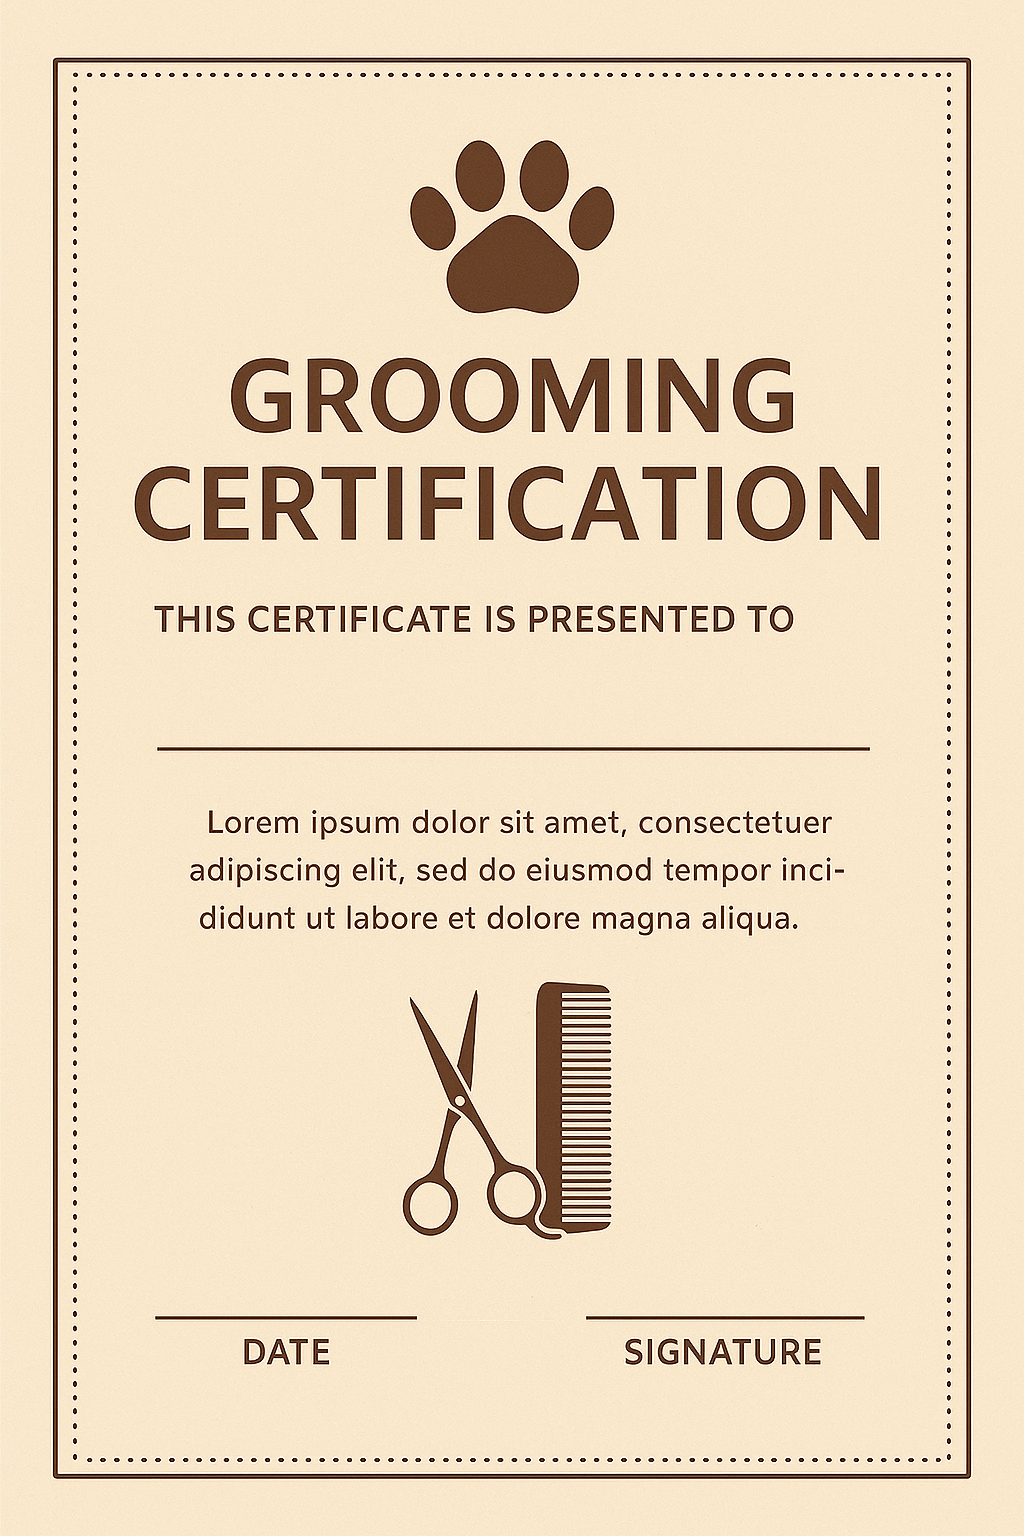 GROOMING
CERTIFICATION
THIS CERTIFICATE IS PRESENTED TO
Lorem ipsum dolor sit amet, consectetuer
adipiscing elit, sed do eiusmod tempor inci-
didunt ut labore et dolore magna aliqua.
DATE
SIGNATURE